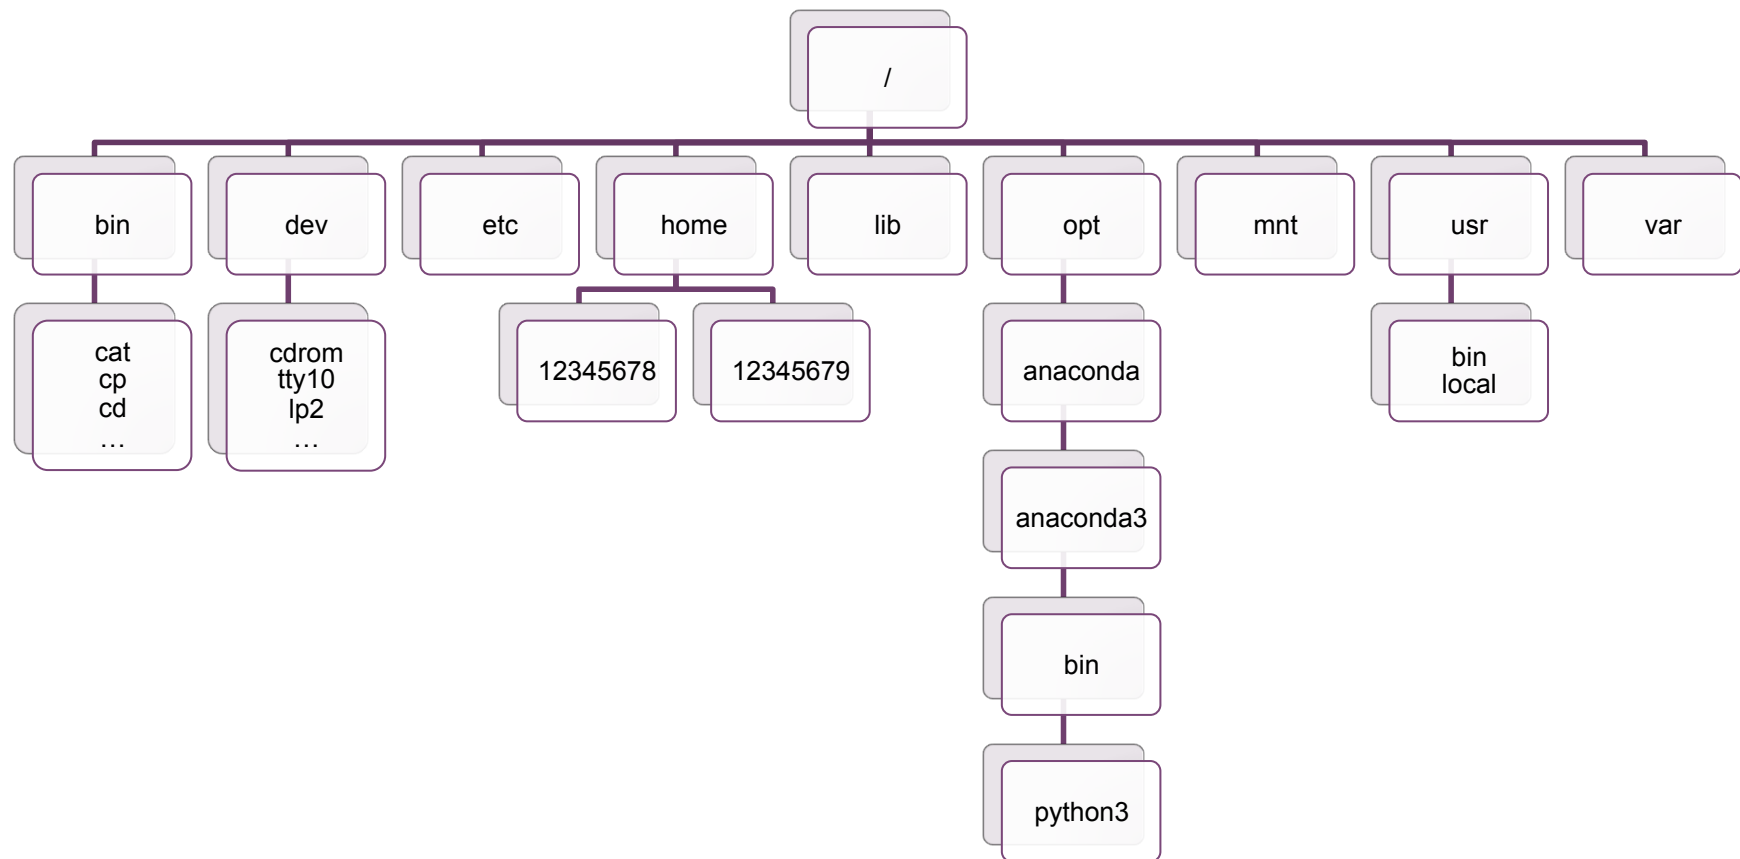 /
bin
dev
etc
home
lib
opt
mnt
usr
var
cat
cp
cd
…
cdrom
tty10
lp2
…
12345678
12345679
anaconda
bin
local
anaconda3
bin
python3